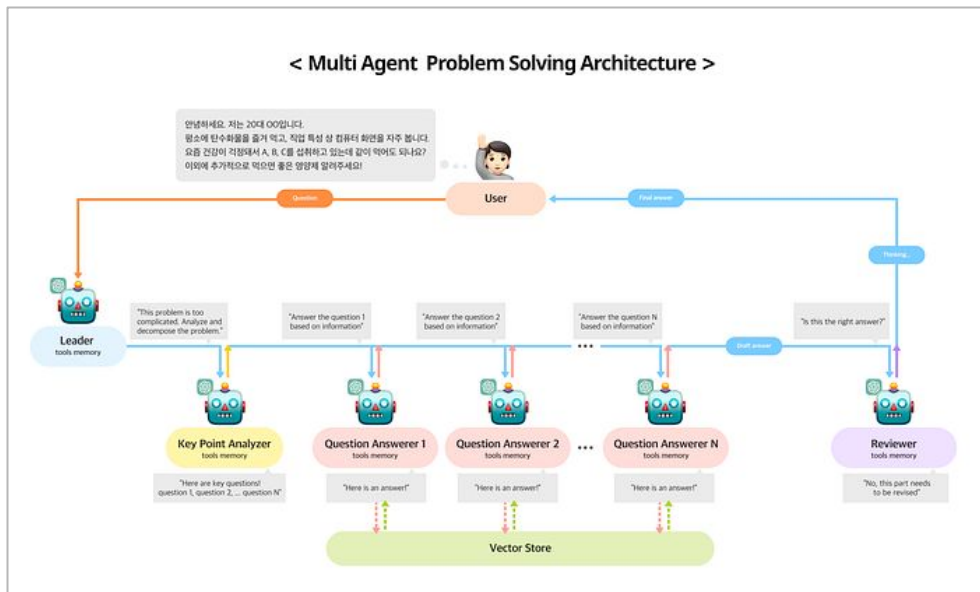 < Multi Agent Problem Solving Architecture >
안녕하세요. 저는 20대 OO입니다.
평소에 탄수화물을 즐겨 먹고, 직업 특성 상 컴퓨터 화면을 자주 봅니다.
요즘 건강이 걱정돼서 A, B, C를 섭취하고 있는데 같이 먹어도 되나요?
이외에 추가적으로 먹으면 좋은 영양제 알려주세요!
User
Question
Final answer
Thinking...
"This problem is too
complicated. Analyze and
decompose the problem."
"Answer the question 1
based on information"
"Answer the question 2
based on information"
"Answer the question N
based on information"
"Is this the right answer?"
Leader
tools memory
...
Draft answer
Key Point Analyzer
tools memory
Question Answerer 1
tools memory
Question Answerer 2
tools memory
...
Question Answerer N
tools memory
Reviewer
tools memory
"Here are key questions!
question 1, question 2, ... question N"
"Here is an answer!"
"Here is an answer!"
"Here is an answer!"
"No, this part needs
to be revised"
Vector Store